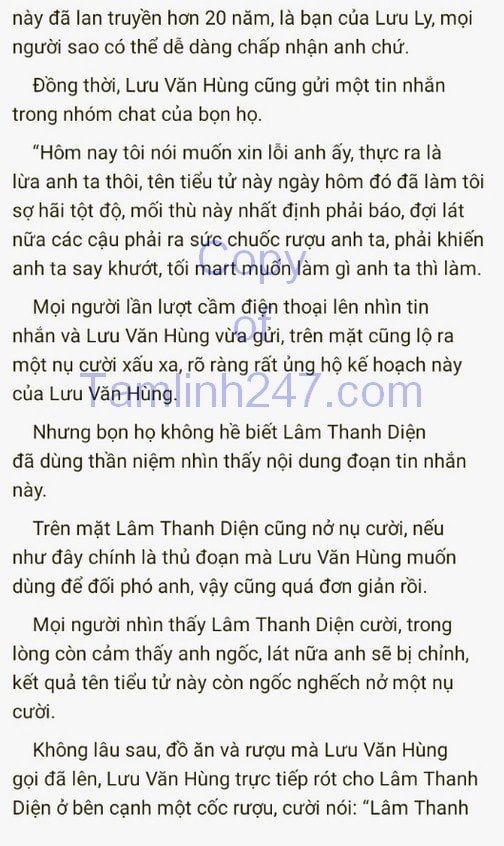 này đã lan truyền hơn 20 năm, là bạn của Lưu Ly, mọi
người sao có thể dễ dàng chấp nhận anh chứ.
Đồng thời, Lưu Văn Hùng cũng gửi một tin nhắn
trong nhóm chat của bọn họ.
“Hôm nay tôi nói muốn xin lỗi anh ấy, thực ra là
lừa anh ta thôi, tên tiểu tử này ngày hôm đó đã làm tôi
sợ hãi tột độ, mối thù này nhất định phải báo, đợi lát
nữa các cậu phải ra sức chuốc rượu anh ta, phải khiến
anh ta say khướt, tối mart muốn làm gì anh ta thì làm.
Mọi người lần lượt cầm điện thoại lên nhìn tin
nhắn và Lưu Văn Hùng vừa gửi, trên mặt cũng lộ ra
một nụ cười xấu xa, rõ ràng rất ủng hộ kế hoạch này
của Lưu Văn Hùng.
Nhưng bọn họ không hề biết Lâm Thanh Diện
đã dùng thần niệm nhìn thấy nội dung đoạn tin nhắn
này.
Trên mặt Lâm Thanh Diện cũng nở nụ cười, nếu
như đây chính là thủ đoạn mà Lưu Văn Hùng muốn
dùng để đối phó anh, vậy cũng quá đơn giản rồi.
Mọi người nhìn thấy Lâm Thanh Diện cười, trong
lòng còn cảm thấy anh ngốc, lát nữa anh sẽ bị chỉnh,
kết quả tên tiểu tử này còn ngốc nghếch nở một nụ
cười.
Không lâu sau, đồ ăn và rượu mà Lưu Văn Hùng
gọi đã lên, Lưu Văn Hùng trực tiếp rót cho Lâm Thanh
Diện ở bên cạnh một cốc rượu, cười nói: “Lâm Thanh
Copy
of
Tamlinh247.com